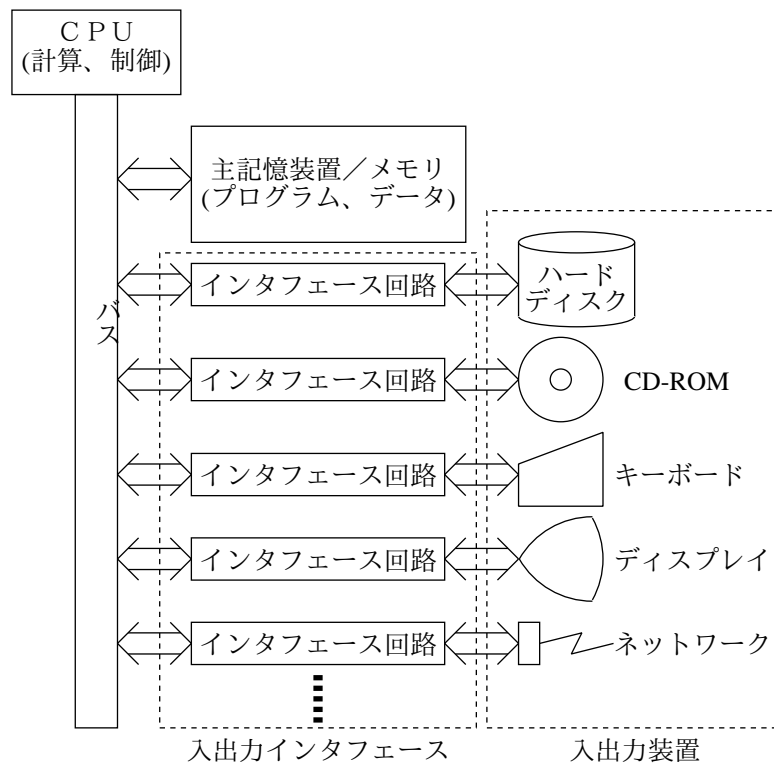 ＣＰＵ
(計算、制御)
主記憶装置／メモリ
(プログラム、データ)
バス
インタフェース回路
ハード
ディスク
インタフェース回路
CD-ROM
インタフェース回路
キーボード
インタフェース回路
ディスプレイ
インタフェース回路
ネットワーク
入出力インタフェース
入出力装置